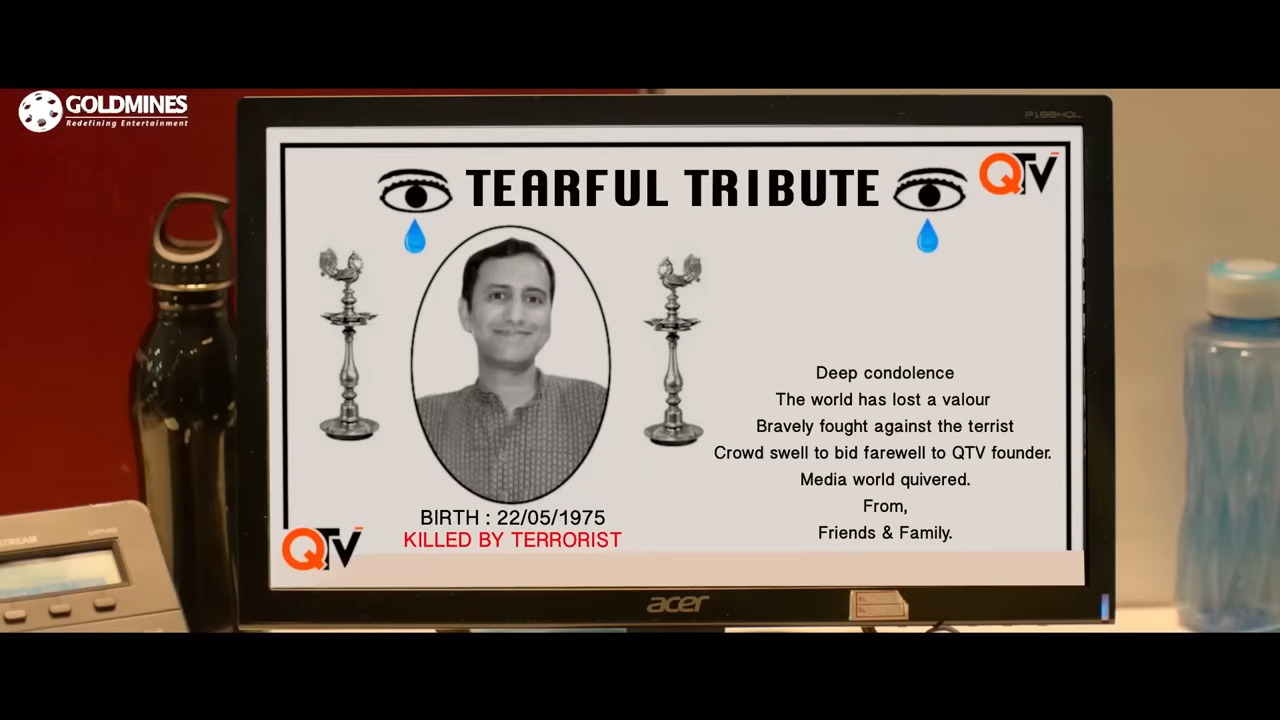 GOLDMINES
Redefining Entertainment
P196HQL
TEARFUL TRIBUTE
QTV
Deep condolence
The world has lost a valour
Bravely fought against the terrist
Crowd swell to bid farewell to QTV founder.
Media world quivered.
From,
Friends & Family.
BIRTH : 22/05/1975
KILLED BY TERRORIST
QTV
acer